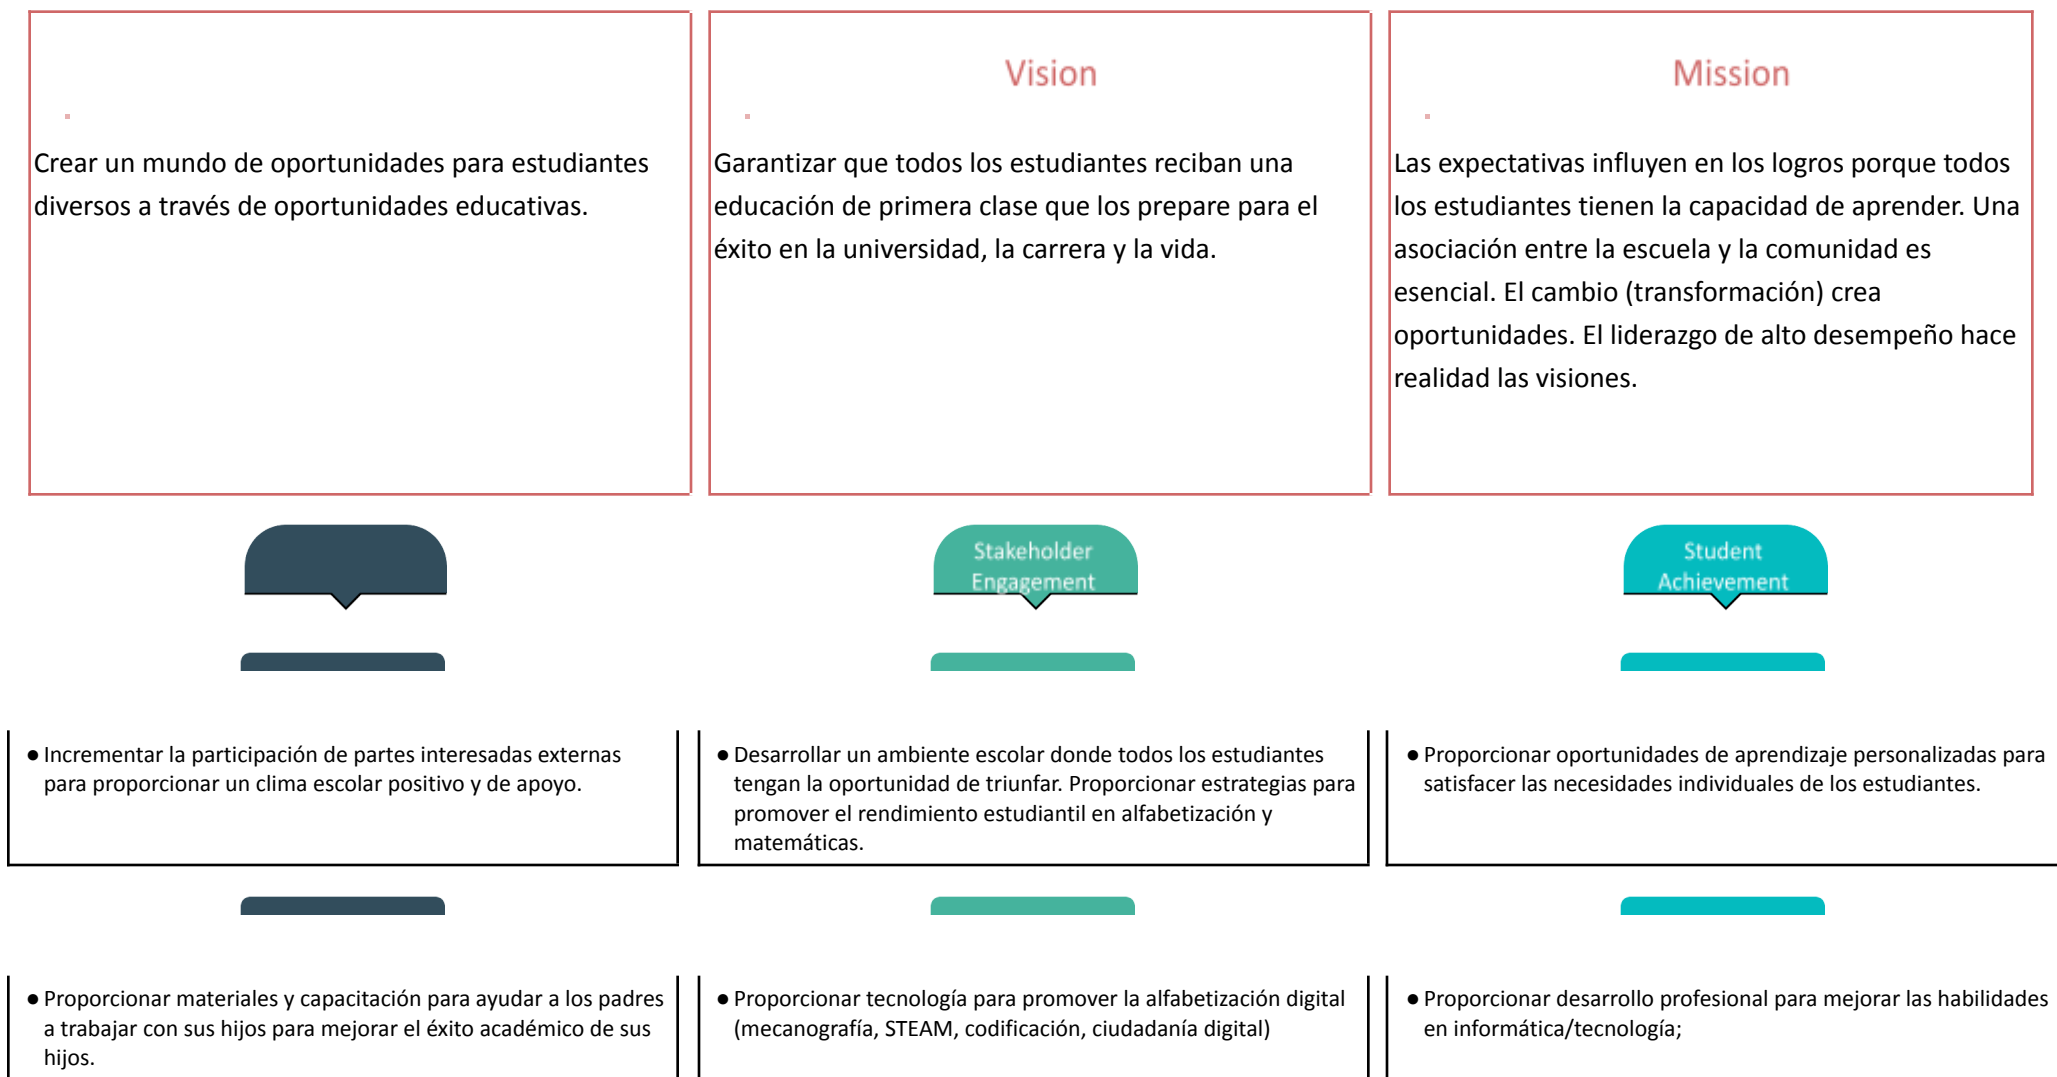 Crear un mundo de oportunidades para estudiantes
diversos a través de oportunidades educativas.
Vision
Garantizar que todos los estudiantes reciban una
educación de primera clase que los prepare para el
éxito en la universidad, la carrera y la vida.
Mission
Las expectativas influyen en los logros porque todos
los estudiantes tienen la capacidad de aprender. Una
asociación entre la escuela y la comunidad es
esencial. El cambio (transformación) crea
oportunidades. El liderazgo de alto desempeño hace
realidad las visiones.
Stakeholder
Engagement
Student
Achievement
● Incrementar la participación de partes interesadas externas
para proporcionar un clima escolar positivo y de apoyo.
● Desarrollar un ambiente escolar donde todos los estudiantes
tengan la oportunidad de triunfar. Proporcionar estrategias para
promover el rendimiento estudiantil en alfabetización y
matemáticas.
● Proporcionar oportunidades de aprendizaje personalizadas para
satisfacer las necesidades individuales de los estudiantes.
● Proporcionar materiales y capacitación para ayudar a los padres
a trabajar con sus hijos para mejorar el éxito académico de sus
hijos.
● Proporcionar tecnología para promover la alfabetización digital
(mecanografía, STEAM, codificación, ciudadanía digital)
● Proporcionar desarrollo profesional para mejorar las habilidades
en informática/tecnología;